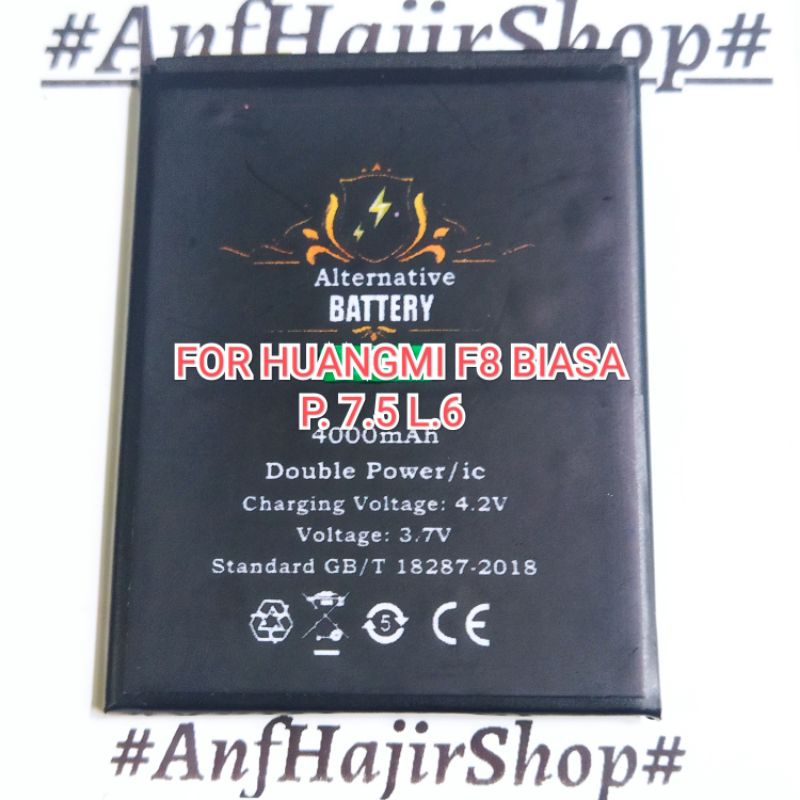 #AnfHajirShop#
Alternative
BATTERY
FOR HUANGMI F8 BIASA
P. 7.5 L.6
4000mAh
Double Power/ic
Charging Voltage: 4.2V
Voltage: 3.7V
Standard GB/T 18287-2018
5
CE
#AnfHajirShop#